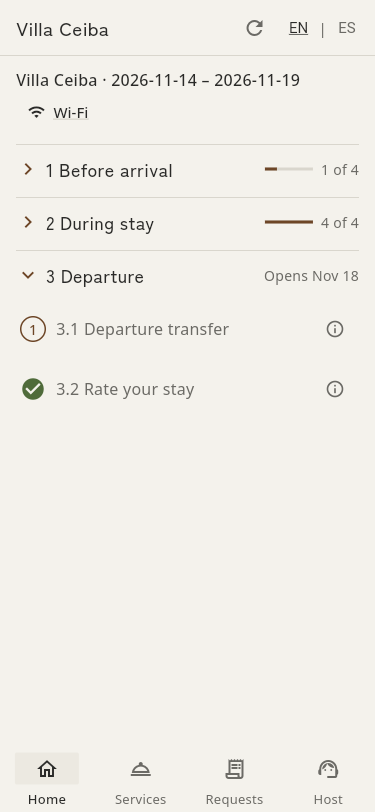 Villa Ceiba EN | ES
Villa Ceiba · 2026-11-14 – 2026-11-19
Wi-Fi
1 Before arrival 1 of 4
2 During stay 4 of 4
3 Departure Opens Nov 18
1 3.1 Departure transfer
3.2 Rate your stay
Home Services Requests Host